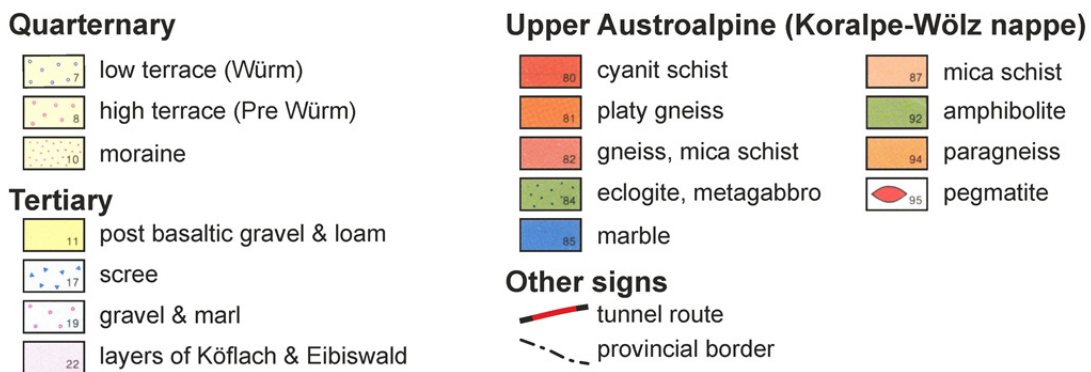 Quarternary
7 low terrace (Würm)
8 high terrace (Pre Würm)
10 moraine
Tertiary
11 post basaltic gravel & loam
17 scree
19 gravel & marl
22 layers of Köflach & Eibiswald
Upper Austroalpine (Koralpe-Wölz nappe)
80 cyanit schist
81 platy gneiss
82 gneiss, mica schist
84 eclogite, metagabbro
85 marble
87 mica schist
92 amphibolite
94 paragneiss
95 pegmatite
Other signs
tunnel route
provincial border